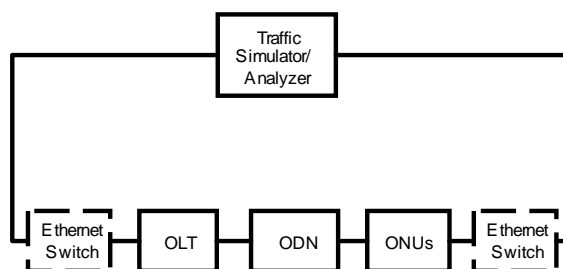 Traffic
Simulator/
Analyzer
Ethernet
Switch
OLT
ODN
ONUs
Ethernet
Switch